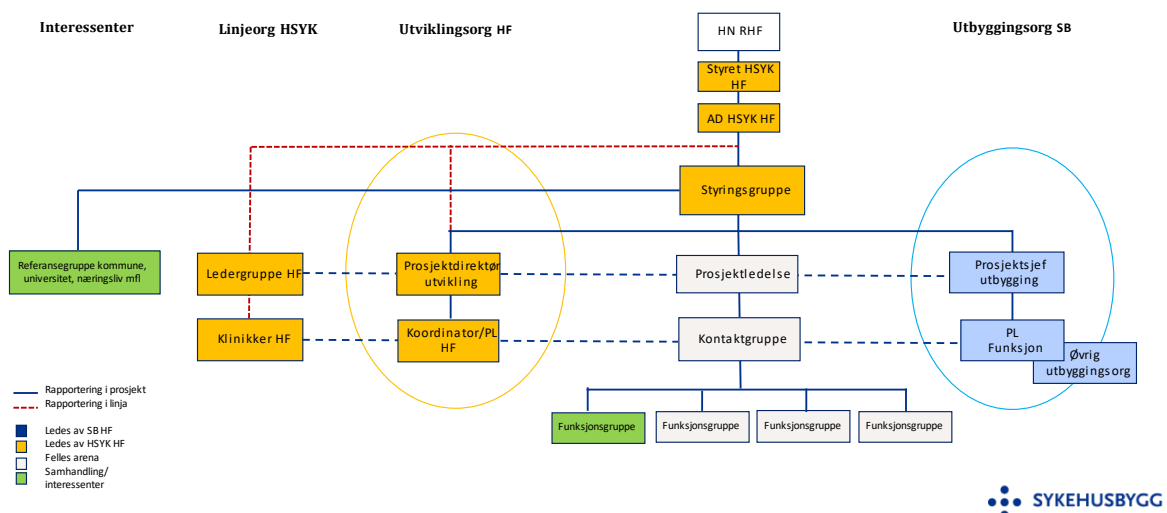 Interessenter
Linjeorg HSYK
Utviklingsorg HF
Utbyggingsorg SB
HN RHF
Styret HSYK
HF
AD HSYK HF
Styringsgruppe
Referansegruppe kommune,
universitet, næringsliv mfl
Ledergruppe HF
Prosjektdirektør
utvikling
Prosjektledelse
Prosjektsjef
utbygging
Klinikker HF
Koordinator/PL
HF
Kontaktgruppe
PL
Funksjon
Øvrig
utbyggingsorg
Funksjonsgruppe
Funksjonsgruppe
Funksjonsgruppe
Funksjonsgruppe
Rapportering i prosjekt
Rapportering i linja
Ledes av SB HF
Ledes av HSYK HF
Felles arena
Samhandling/
interessenter
SYKEHUSBYGG